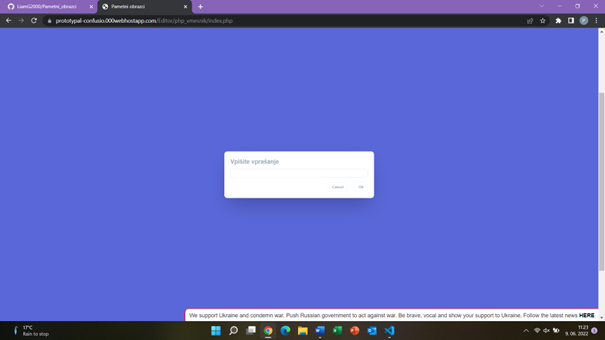 LiamG2906/Pametni_obrazci
Pametni obrazci
prototypal-confusio.000webhostapp.com/Editor/php_vmesnik/index.php
Vpišite vprašanje
Cancel OK
We support Ukraine and condemn war. Push Russian government to act against war. Be brave, vocal and show your support to Ukraine. Follow the latest news HERE
17°C
Rain to stop
11:23
9. 06. 2022